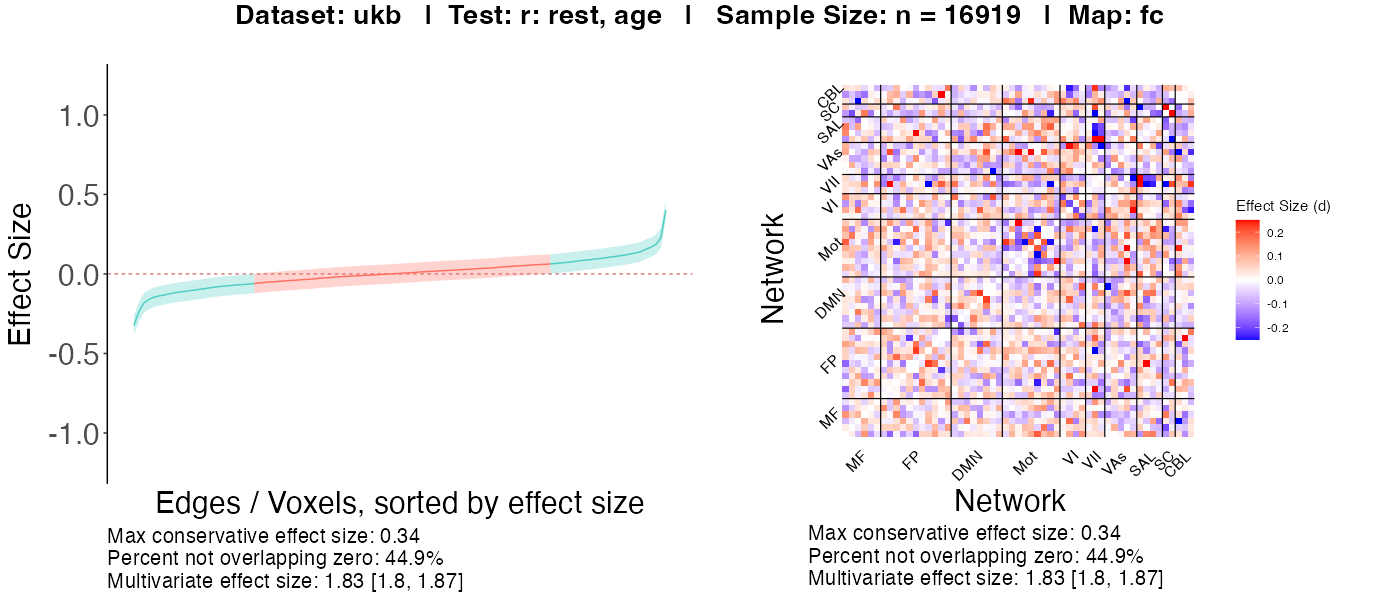 Dataset: ukb | Test: r: rest, age | Sample Size: n = 16919 | Map: fc
Effect Size
1.0
0.5
0.0
-0.5
-1.0
Edges / Voxels, sorted by effect size
Max conservative effect size: 0.34
Percent not overlapping zero: 44.9%
Multivariate effect size: 1.83 [1.8, 1.87]
Network
CBL
SC
SAL
VAs
VII
VI
Mot
DMN
FP
MF
MF
FP
DMN
Mot
VI
VII
VAs
SAL
SC
CBL
Network
Max conservative effect size: 0.34
Percent not overlapping zero: 44.9%
Multivariate effect size: 1.83 [1.8, 1.87]
Effect Size (d)
0.2
0.1
0.0
-0.1
-0.2